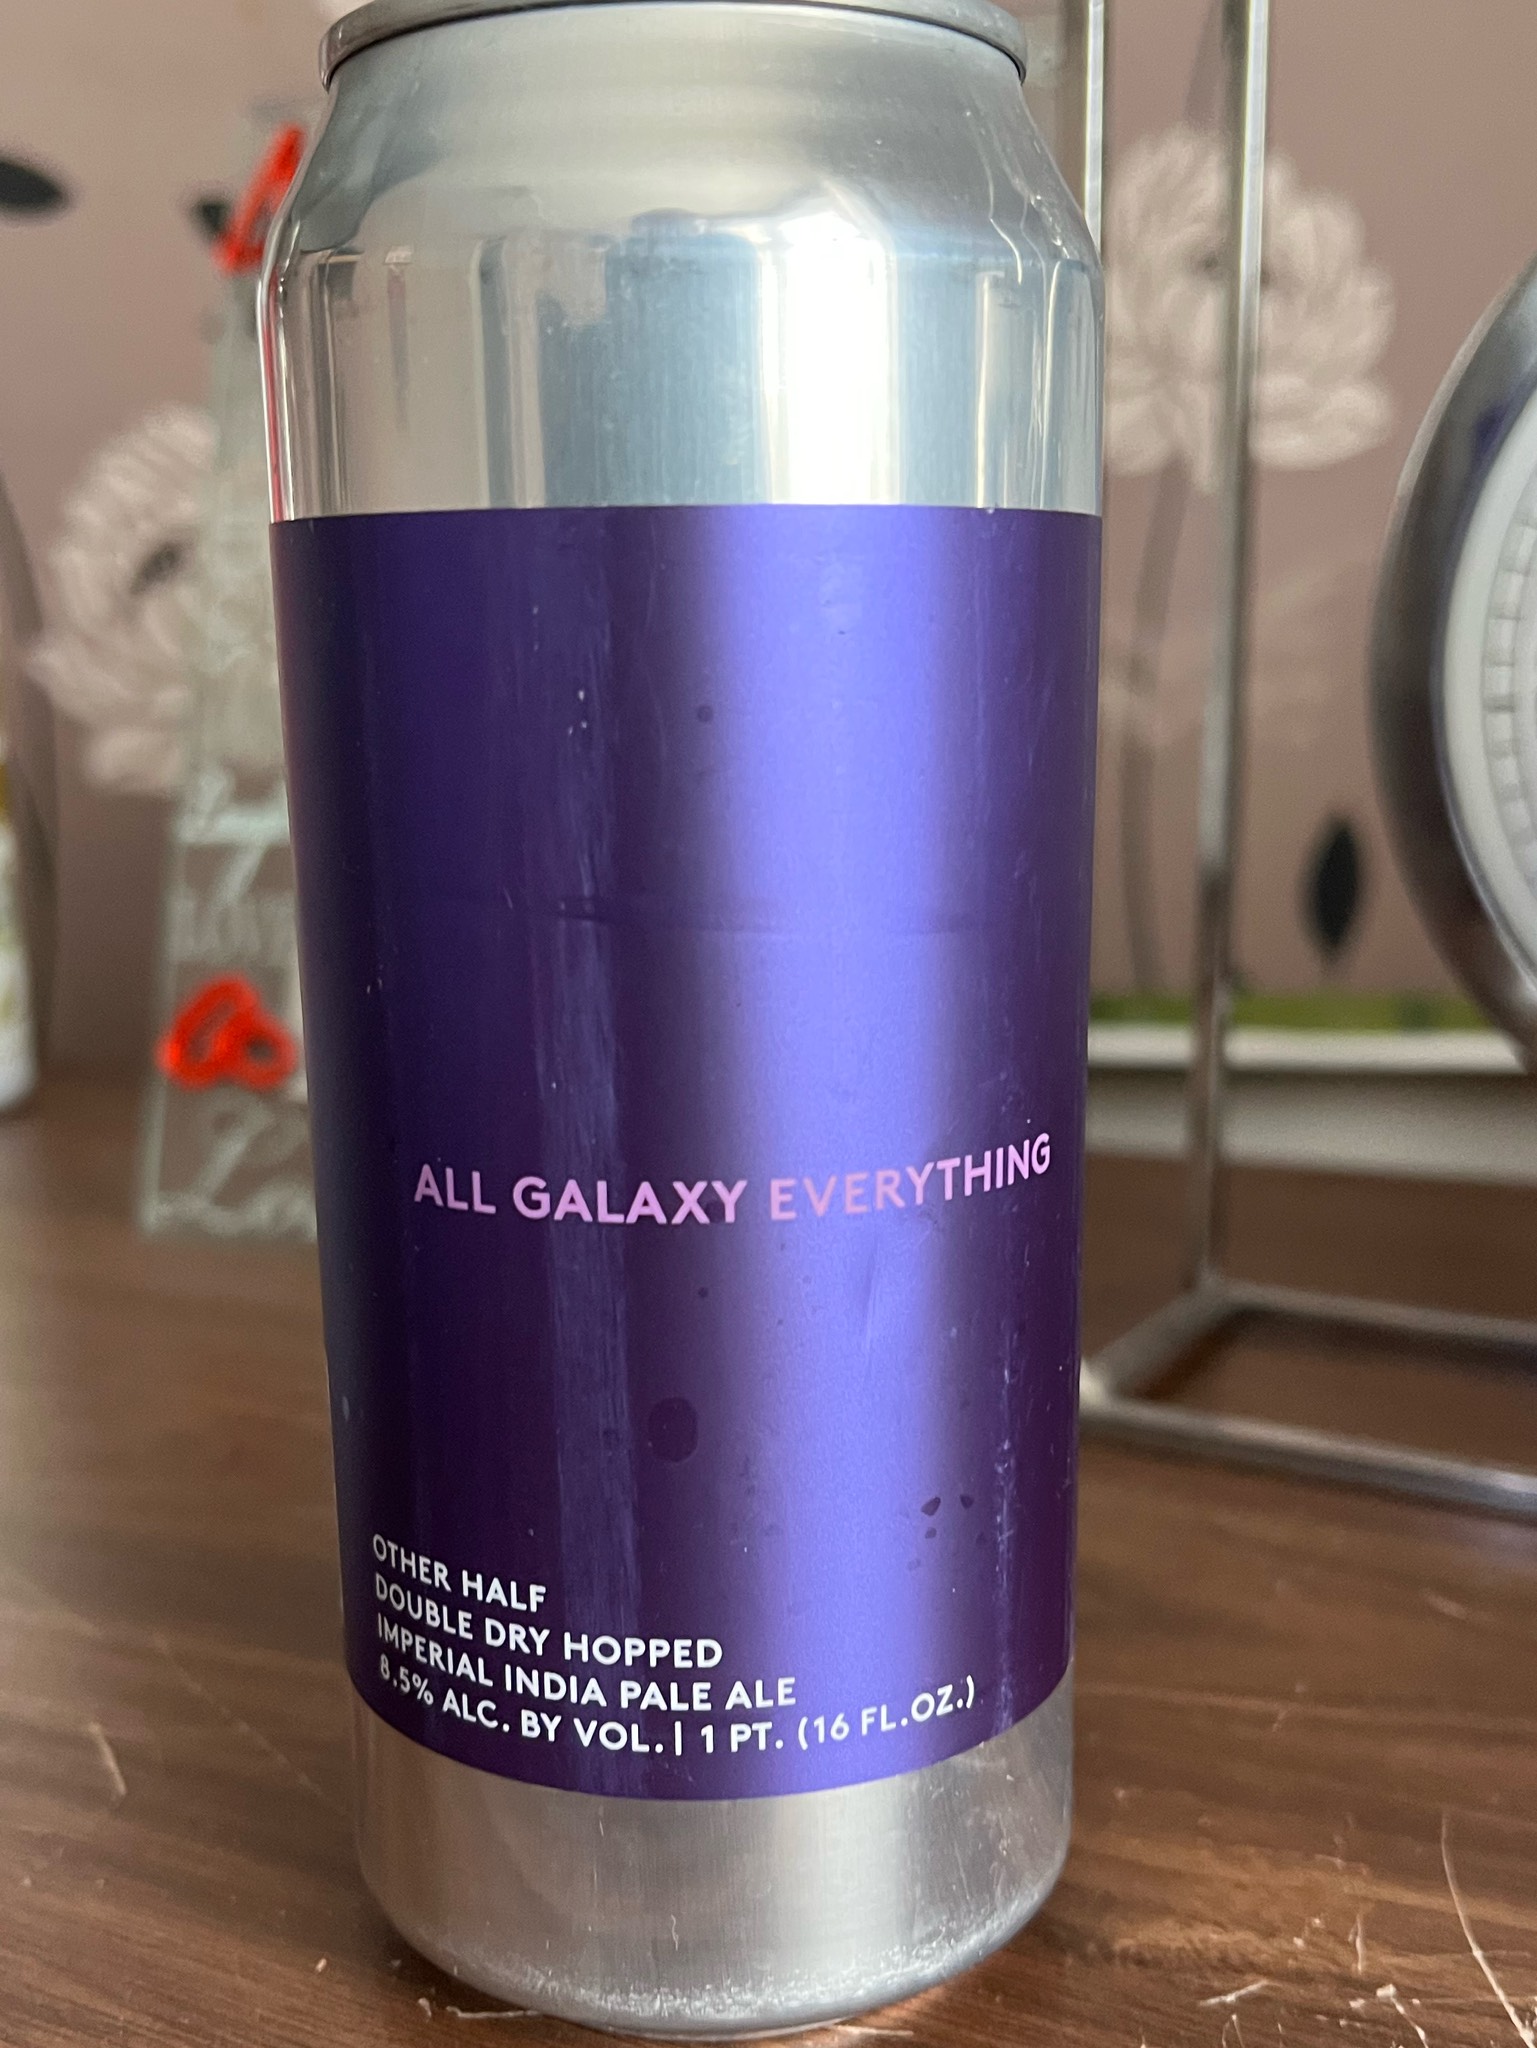 ALL GALAXY EVERYTHING
OTHER HALF
DOUBLE DRY HOPPED
IMPERIAL INDIA PALE ALE
8.5% ALC. BY VOL. | 1 PT. (16 FL.OZ.)